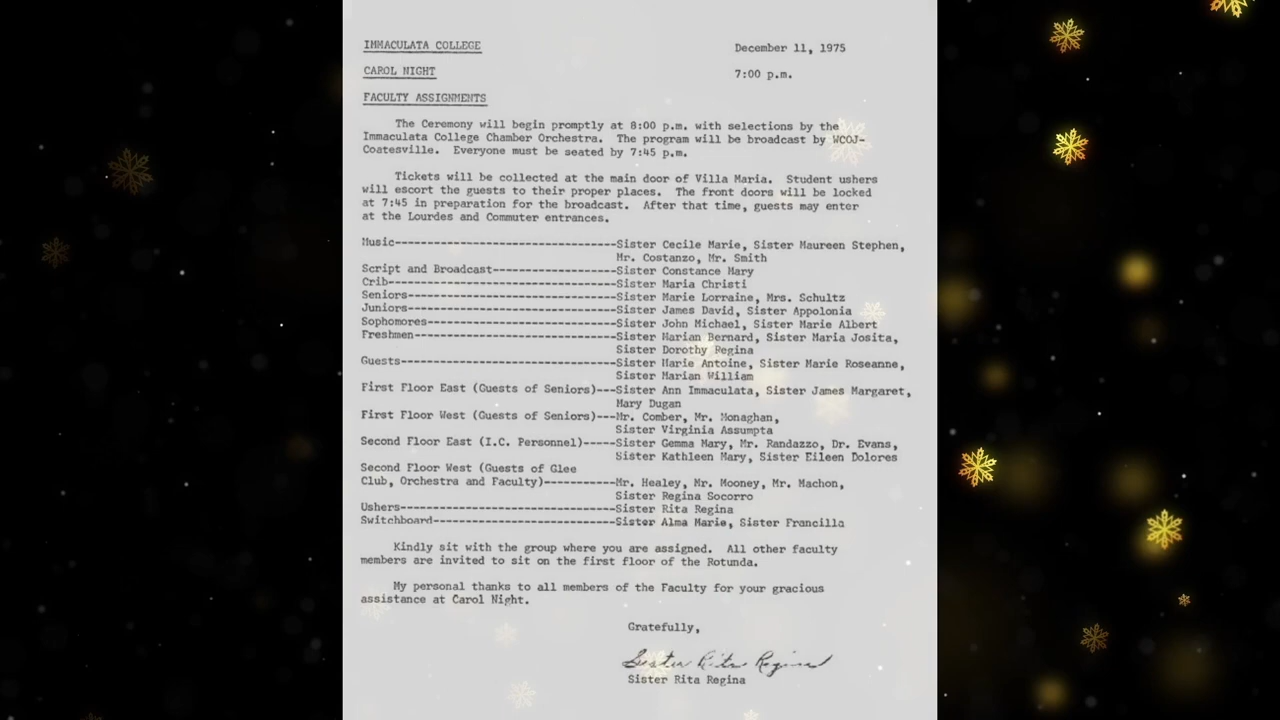 IMMACULATA COLLEGE December 11, 1975
CAROL NIGHT 7:00 p.m.
FACULTY ASSIGNMENTS
The Ceremony will begin promptly at 8:00 p.m. with selections by the
Immaculata College Chamber Orchestra. The program will be broadcast by WCOJ-
Coatesville. Everyone must be seated by 7:45 p.m.
Tickets will be collected at the main door of Villa Maria. Student ushers
will escort the guests to their proper places. The front doors will be locked
at 7:45 in preparation for the broadcast. After that time, guests may enter
at the Lourdes and Commuter entrances.
Music---------------------------Sister Cecile Marie, Sister Maureen Stephen,
Mr. Costanzo, Mr. Smith
Script and Broadcast---------------Sister Constance Mary
Crib----------------------------Sister Maria Christi
Seniors--------------------------Sister Marie Lorraine, Mrs. Schultz
Juniors--------------------------Sister James David, Sister Appolonia
Sophomores-----------------------Sister John Michael, Sister Marie Albert
Freshmen-------------------------Sister Marian Bernard, Sister Maria Josita,
Sister Dorothy Regina
Guests--------------------------Sister Marie Antoine, Sister Marie Roseanne,
Sister Marian William
First Floor East (Guests of Seniors)---Sister Ann Immaculata, Sister James Margaret,
Mary Dugan
First Floor West (Guests of Seniors)---Mr. Comber, Mr. Monaghan,
Sister Virginia Assumpta
Second Floor East (I.C. Personnel)-----Sister Gemma Mary, Mr. Randazzo, Dr. Evans,
Sister Kathleen Mary, Sister Eileen Dolores
Second Floor West (Guests of Glee
Club, Orchestra and Faculty)---------Mr. Healey, Mr. Mooney, Mr. Machon,
Sister Regina Socorro
Ushers--------------------------Sister Rita Regina
Switchboard----------------------Sister Alma Marie, Sister Francilla
Kindly sit with the group where you are assigned. All other faculty
members are invited to sit on the first floor of the Rotunda.
My personal thanks to all members of the Faculty for your gracious
assistance at Carol Night.
Gratefully,
Sister Rita Regina
Sister Rita Regina